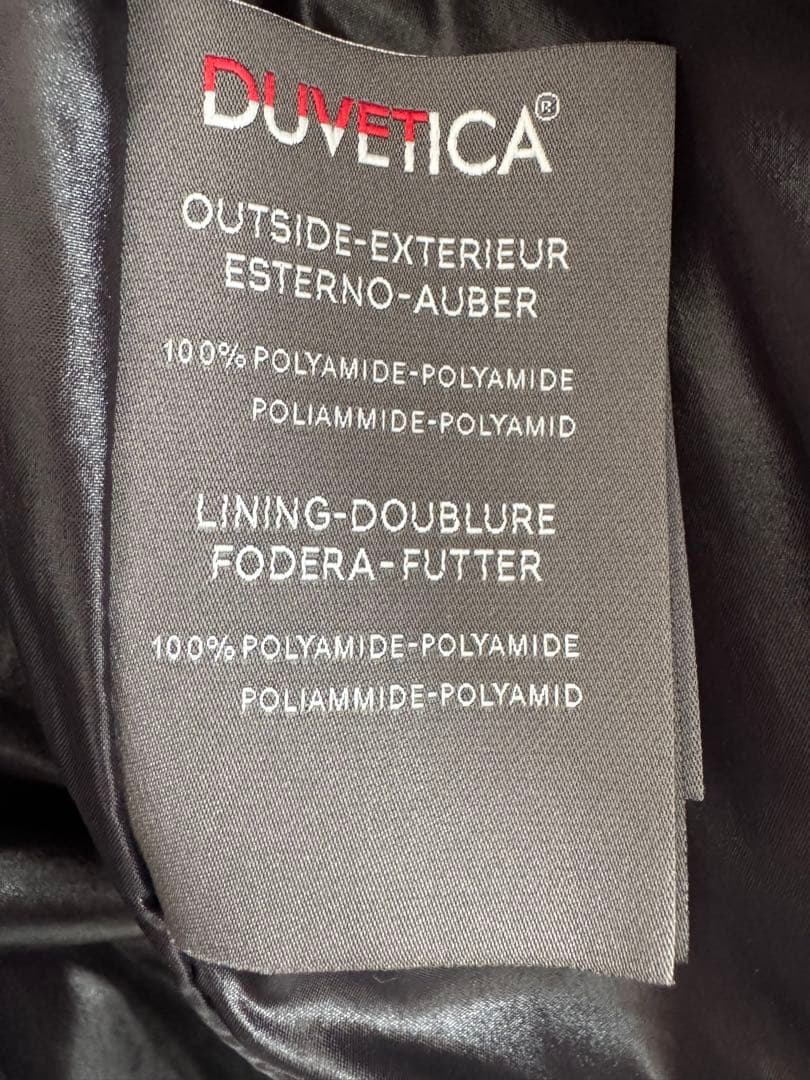 DUVETICA®
OUTSIDE-EXTERIEUR
ESTERNO-AUBER
100% POLYAMIDE-POLYAMIDE
POLIAMMIDE-POLYAMID
LINING-DOUBLURE
FODERA-FUTTER
100% POLYAMIDE-POLYAMIDE
POLIAMMIDE-POLYAMID